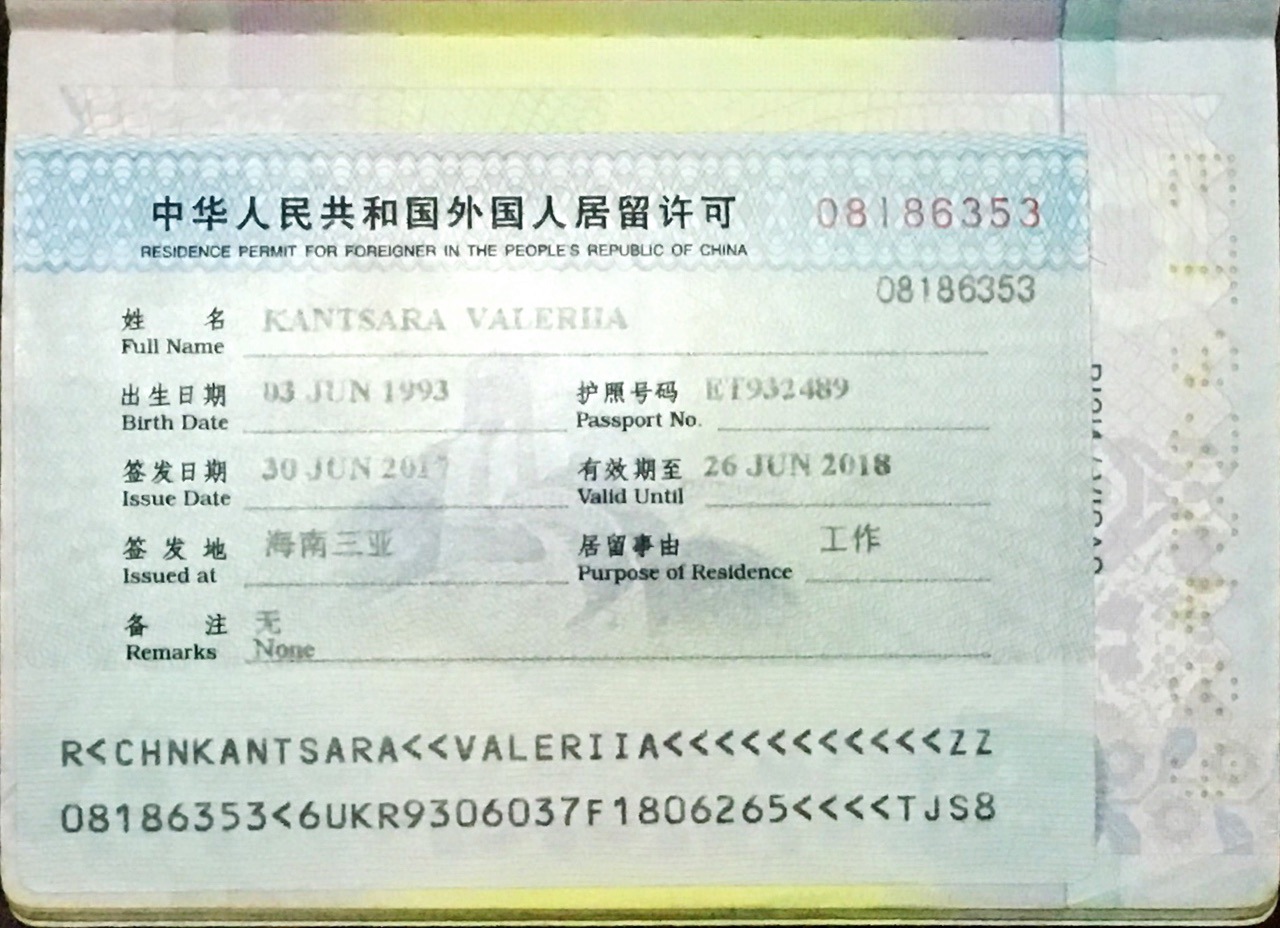 中华人民共和国外国人居留许可 08186353
RESIDENCE PERMIT FOR FOREIGNER IN THE PEOPLE'S REPUBLIC OF CHINA
08186353
姓 名 KANTSARA VALERIIA
Full Name
出生日期 03 JUN 1993 护照号码 ET932489
Birth Date Passport No.
签发日期 30 JUN 2017 有效期至 26 JUN 2018
Issue Date Valid Until
签发地 海南三亚 居留事由 工作
Issued at Purpose of Residence
备 注 无
Remarks None
R<CHNKANTSARA<<VALERIIA<<<<<<<<<<<<ZZ
08186353<6UKR9306037F1806265<<<<TJS8